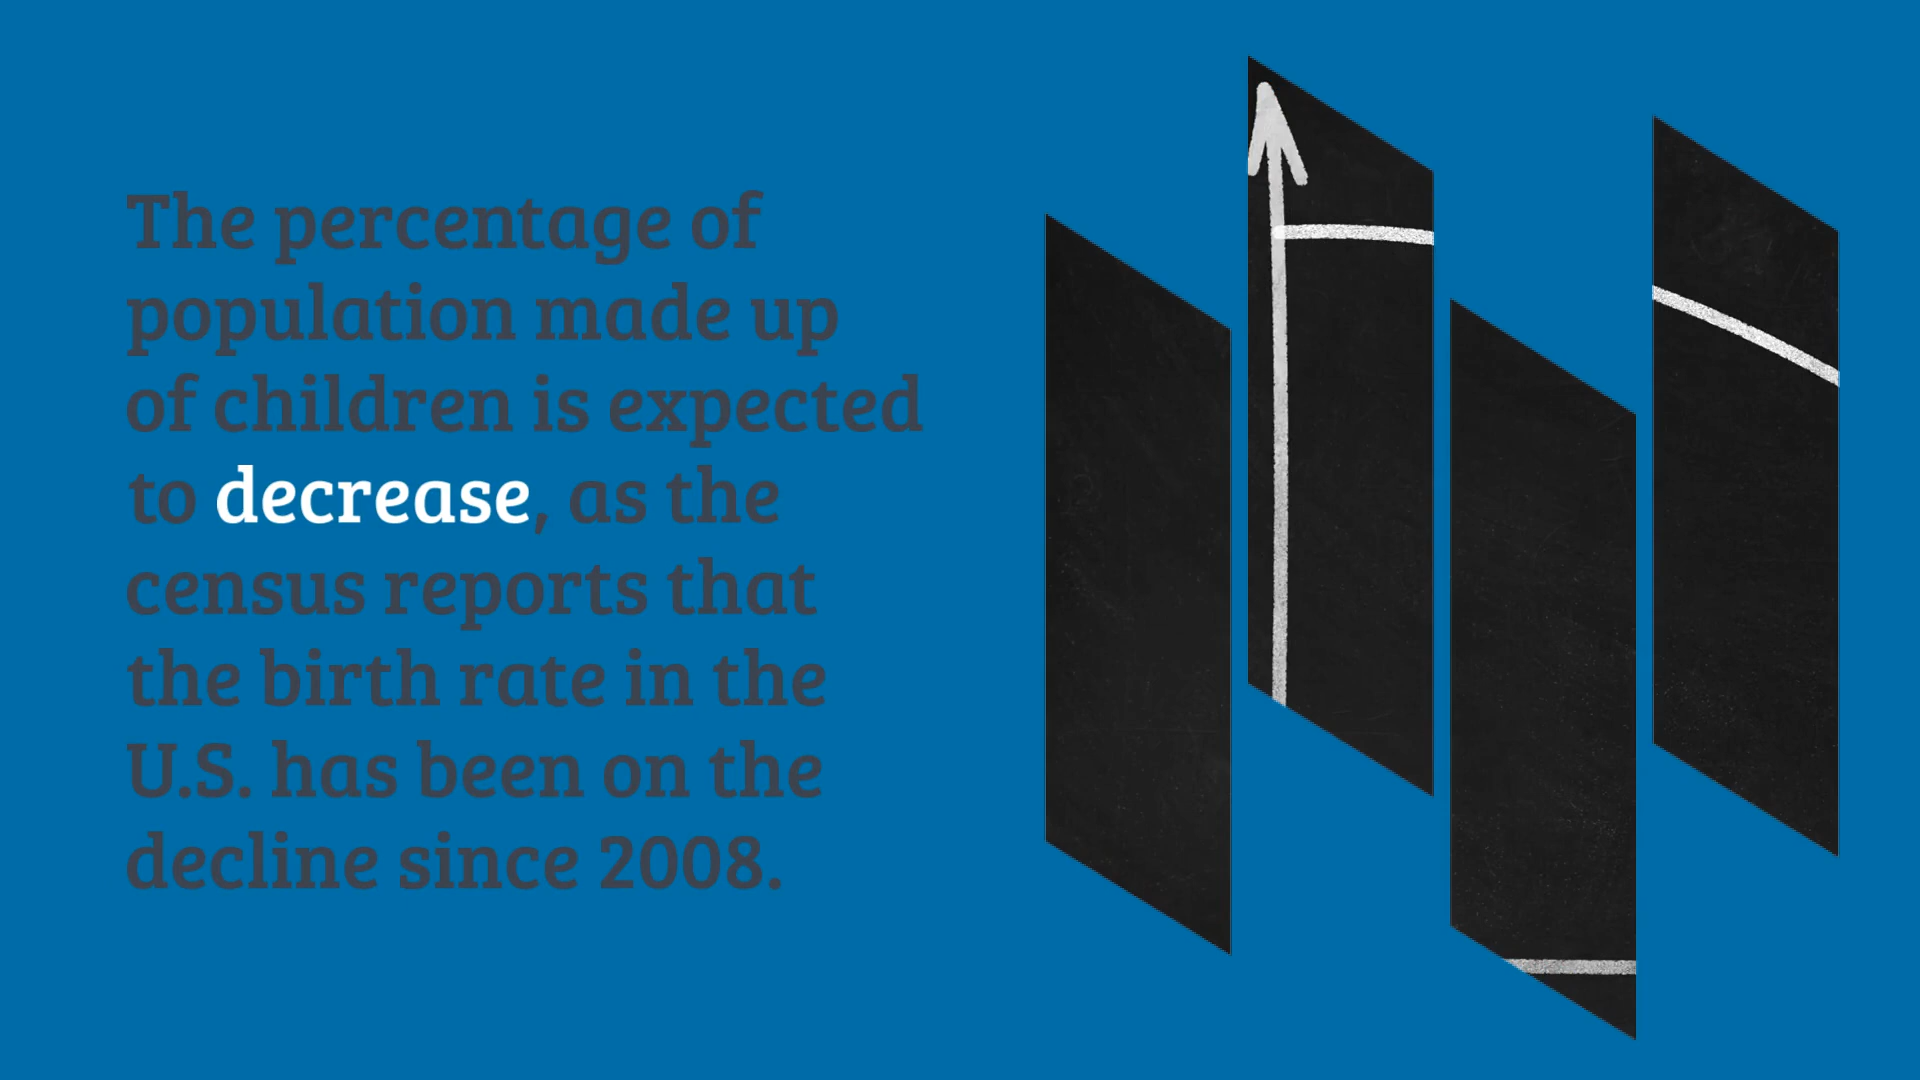 The percentage of
population made up
of children is expected
to decrease, as the
census reports that
the birth rate in the
U.S. has been on the
decline since 2008.